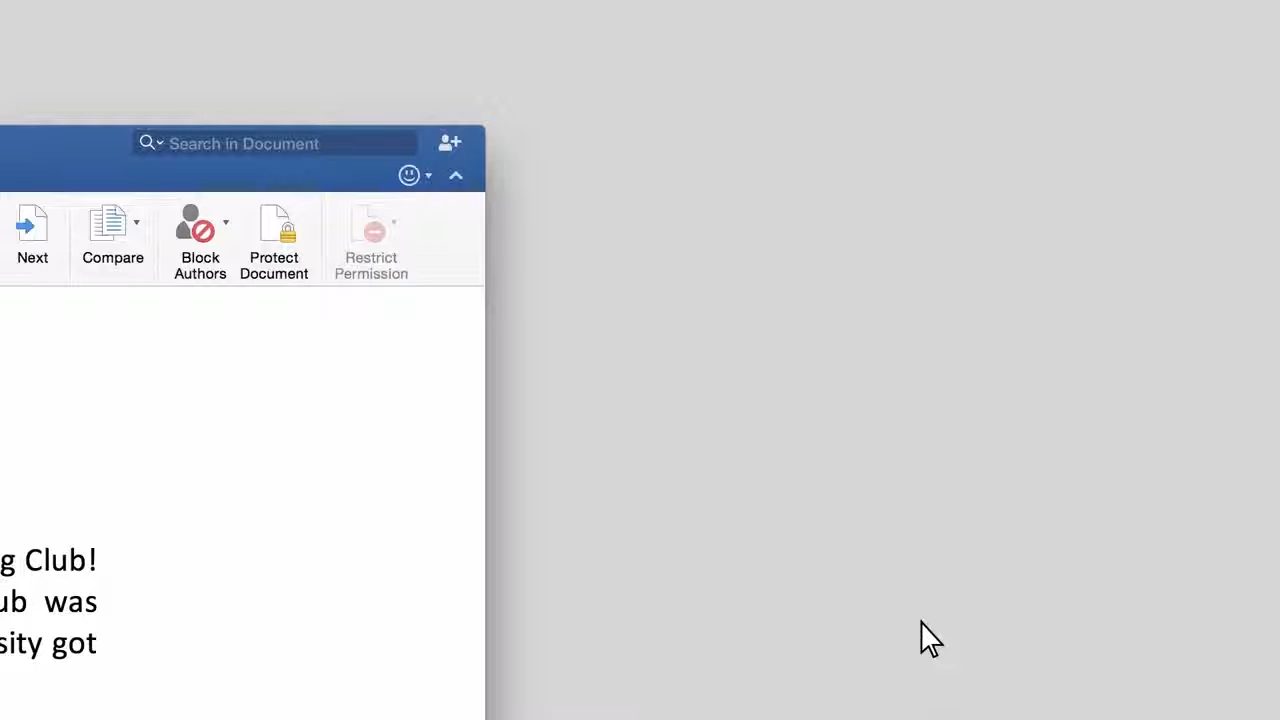 Search in Document
Next
Compare
Block
Authors
Protect
Document
Restrict
Permission
g Club!
ub was
sity got